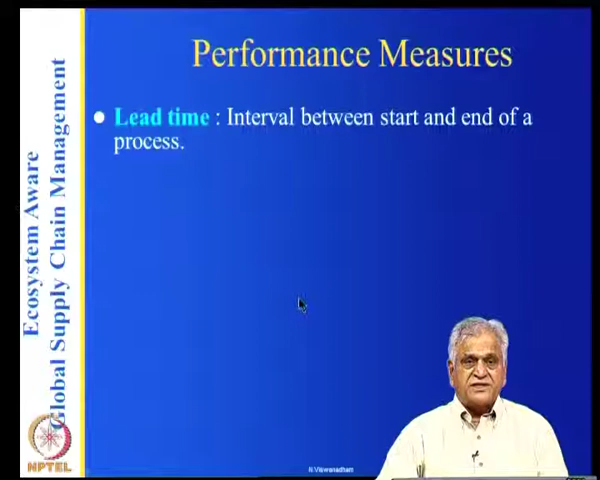 Performance Measures
Lead time : Interval between start and end of a
process.
Ecosystem Aware
Global Supply Chain Management
NPTEL
N.Viswanadham